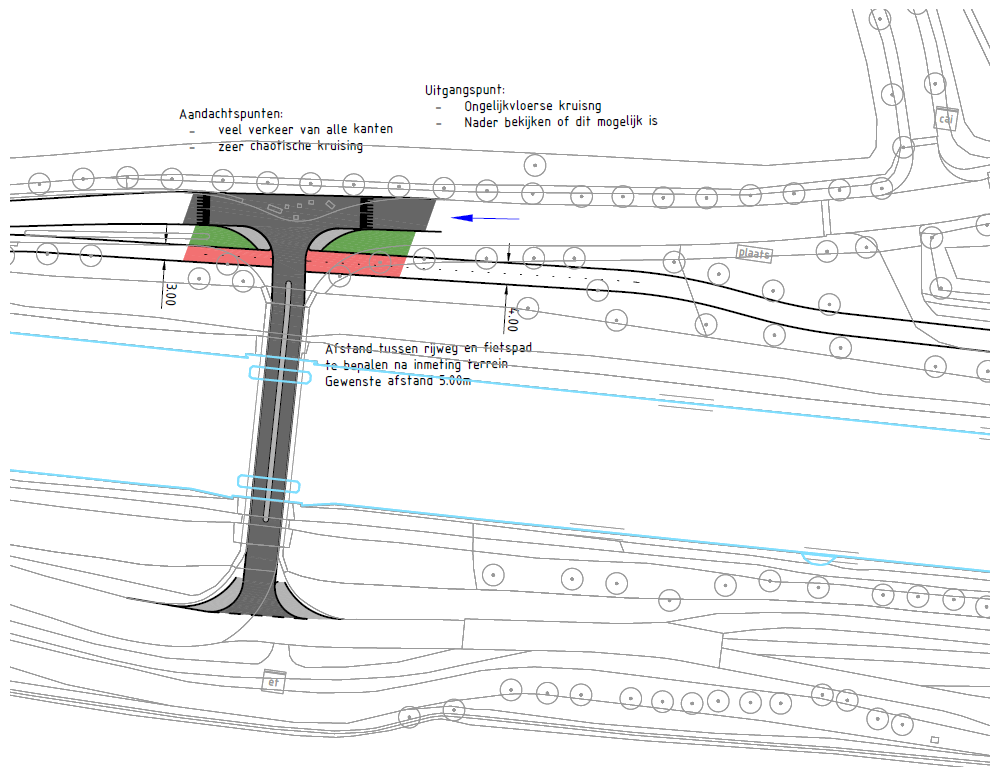 Uitgangspunt:
- Ongelijkvloerse kruisng
- Nader bekijken of dit mogelijk is
Aandachtspunten:
- veel verkeer van alle kanten
- zeer chaotische kruising
cai
plaats
3.00
4.00
Afstand tussen rijweg en fietspad
te bepalen na inmeting terrein
Gewenste afstand 5.00m
et